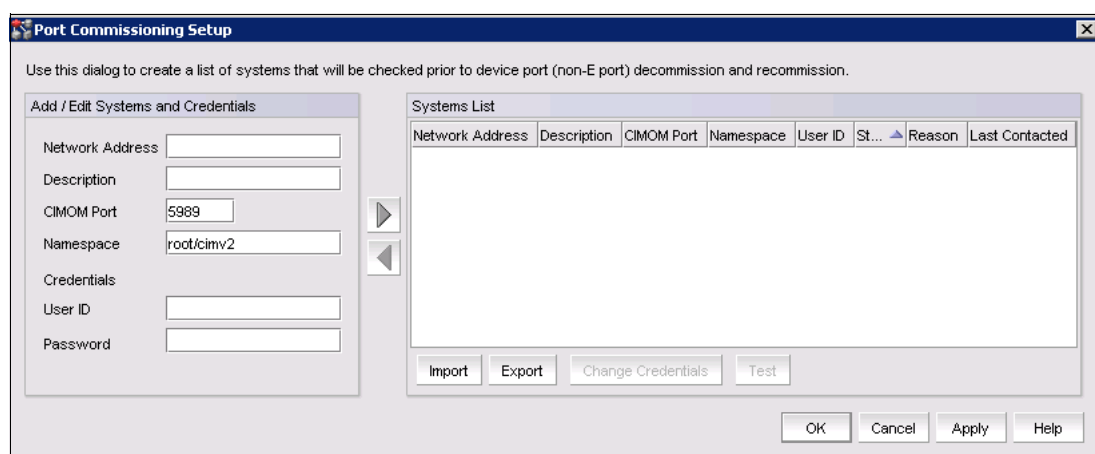 Port Commissioning Setup
Use this dialog to create a list of systems that will be checked prior to device port (non-E port) decommission and recommission.
Add / Edit Systems and Credentials
Network Address
Description
CIMOM Port 5989
Namespace root/cimv2
Credentials
User ID
Password
Systems List
Network Address Description CIMOM Port Namespace User ID St... Reason Last Contacted
Import Export Change Credentials Test
OK Cancel Apply Help